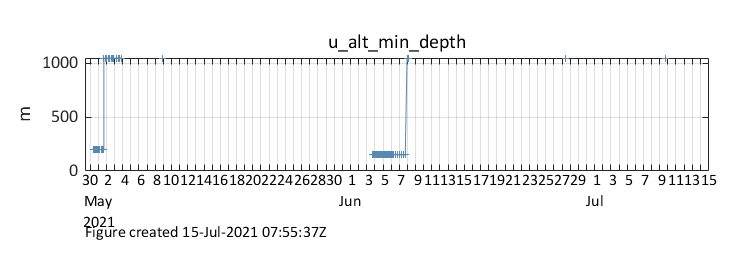 u_alt_min_depth
1000
500
0
m
30 2 4 6 8 10 12 14 16 18 20 22 24 26 28 30 1 3 5 7 9 11 13 15 17 19 21 23 25 27 29 1 3 5 7 9 11 13 15
May Jun Jul
2021
Figure created 15-Jul-2021 07:55:37Z